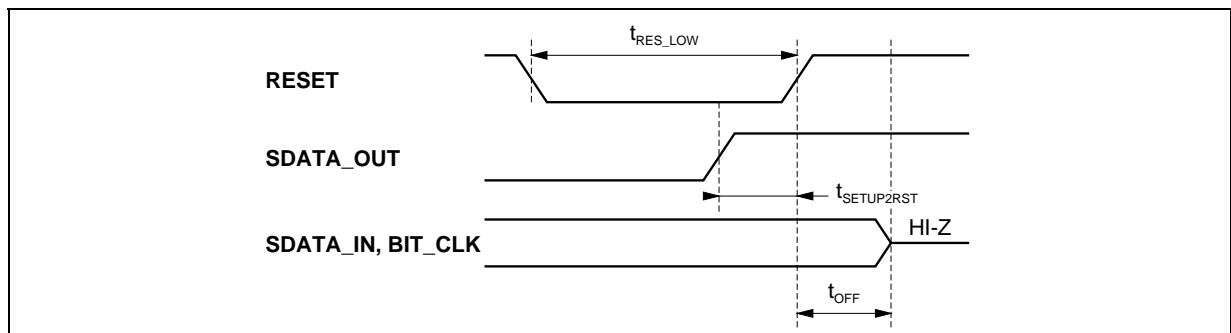 tRES_LOW
RESET
SDATA_OUT
tSETUP2RST
SDATA_IN, BIT_CLK
HI-Z
tOFF